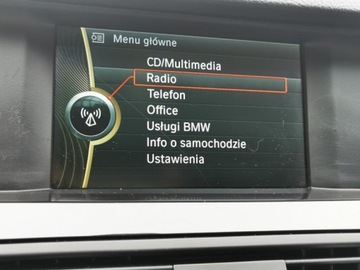 Menu główne
CD/Multimedia
Radio
Telefon
Office
Usługi BMW
Info o samochodzie
Ustawienia